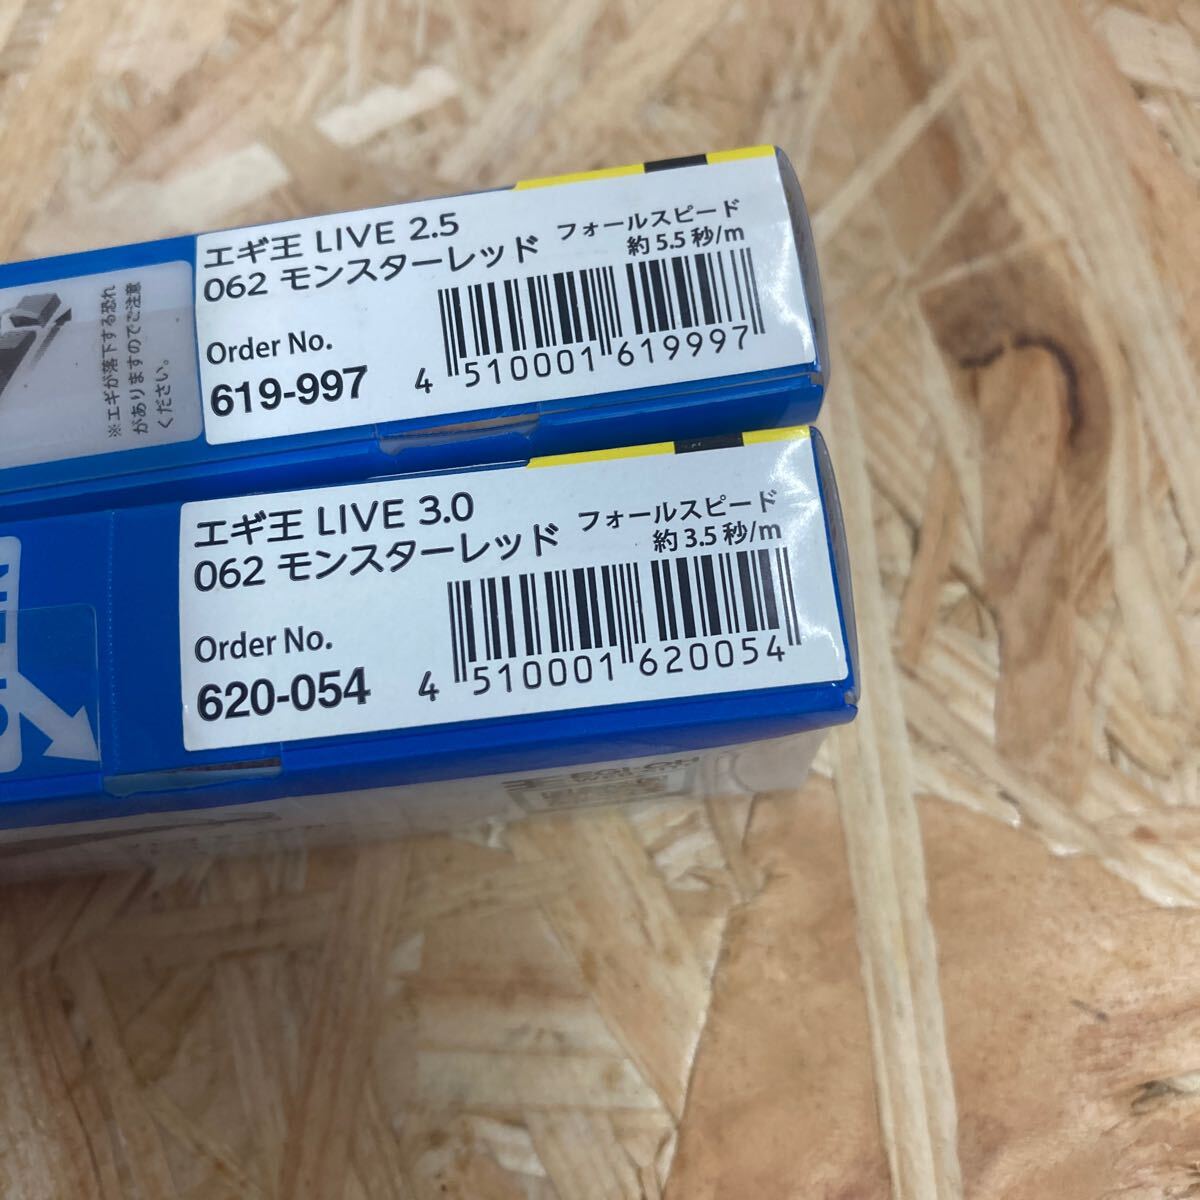 ※エギが落下する恐れ
がありますのでご注意
ください。
エギ王 LIVE 2.5
062 モンスターレッド
フォールスピード
約 5.5 秒/m
Order No.
619-997
4 510001 619997
エギ王 LIVE 3.0
062 モンスターレッド
フォールスピード
約 3.5 秒/m
Order No.
620-054
4 510001 620054